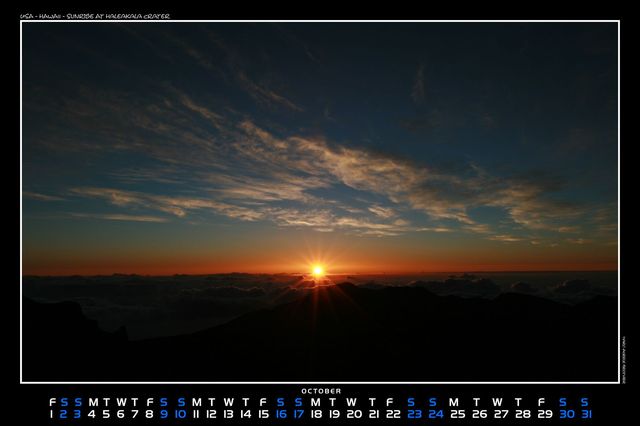 USA - HAWAII - SUNRISE AT HALEAKALA CRATER
OCTOBER
F S S M T W T F S S M T W T F S S M T W T F S S M T W T F S S
1 2 3 4 5 6 7 8 9 10 11 12 13 14 15 16 17 18 19 20 21 22 23 24 25 26 27 28 29 30 31